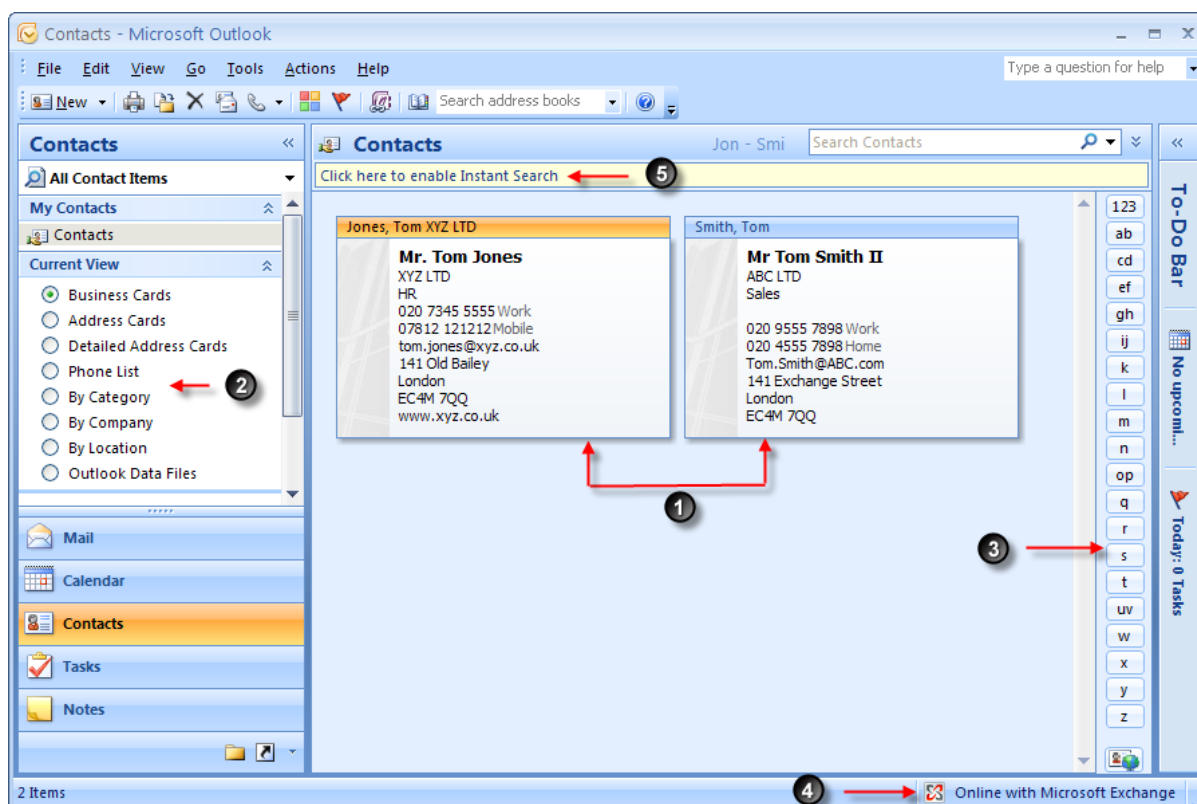 Contacts - Microsoft Outlook
File Edit View Go Tools Actions Help
Type a question for help
New Search address books
Contacts
All Contact Items
My Contacts
Contacts
Current View
Business Cards
Address Cards
Detailed Address Cards
Phone List
By Category
By Company
By Location
Outlook Data Files
2
Mail
Calendar
Contacts
Tasks
Notes
Contacts Jon - Smi Search Contacts
Click here to enable Instant Search 5
Jones, Tom XYZ LTD
Mr. Tom Jones
XYZ LTD
HR
020 7345 5555 Work
07812 121212 Mobile
tom.jones@xyz.co.uk
141 Old Bailey
London
EC4M 7QQ
www.xyz.co.uk
Smith, Tom
Mr Tom Smith II
ABC LTD
Sales
020 9555 7898 Work
020 4555 7898 Home
Tom.Smith@ABC.com
141 Exchange Street
London
EC4M 7QQ
1
3
123
ab
cd
ef
gh
ij
k
l
m
n
op
q
r
s
t
uv
w
x
y
z
To-Do Bar
No upcomi...
Today: 0 Tasks
2 Items
4 Online with Microsoft Exchange